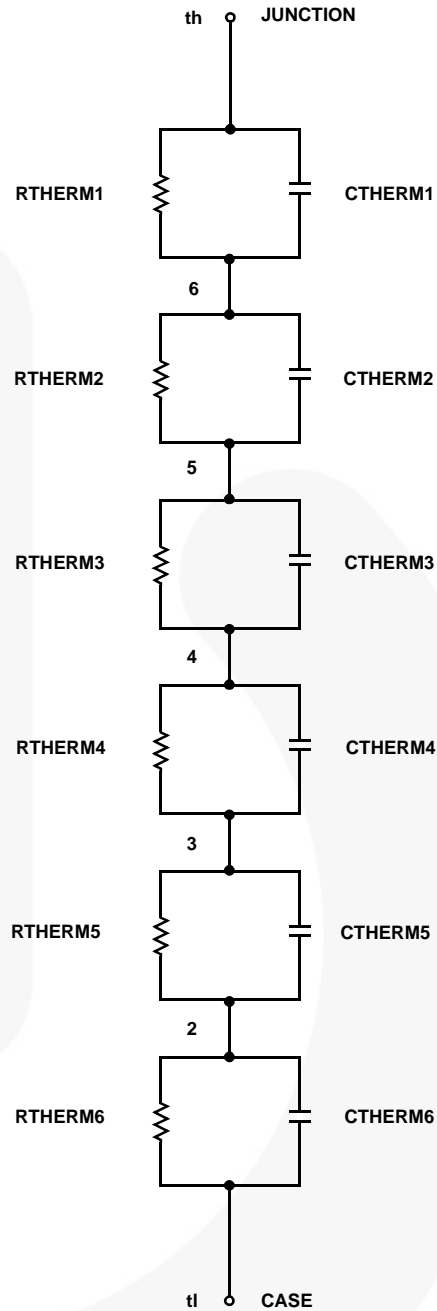 th JUNCTION
RTHERM1 CTHERM1
6
RTHERM2 CTHERM2
5
RTHERM3 CTHERM3
4
RTHERM4 CTHERM4
3
RTHERM5 CTHERM5
2
RTHERM6 CTHERM6
tl CASE